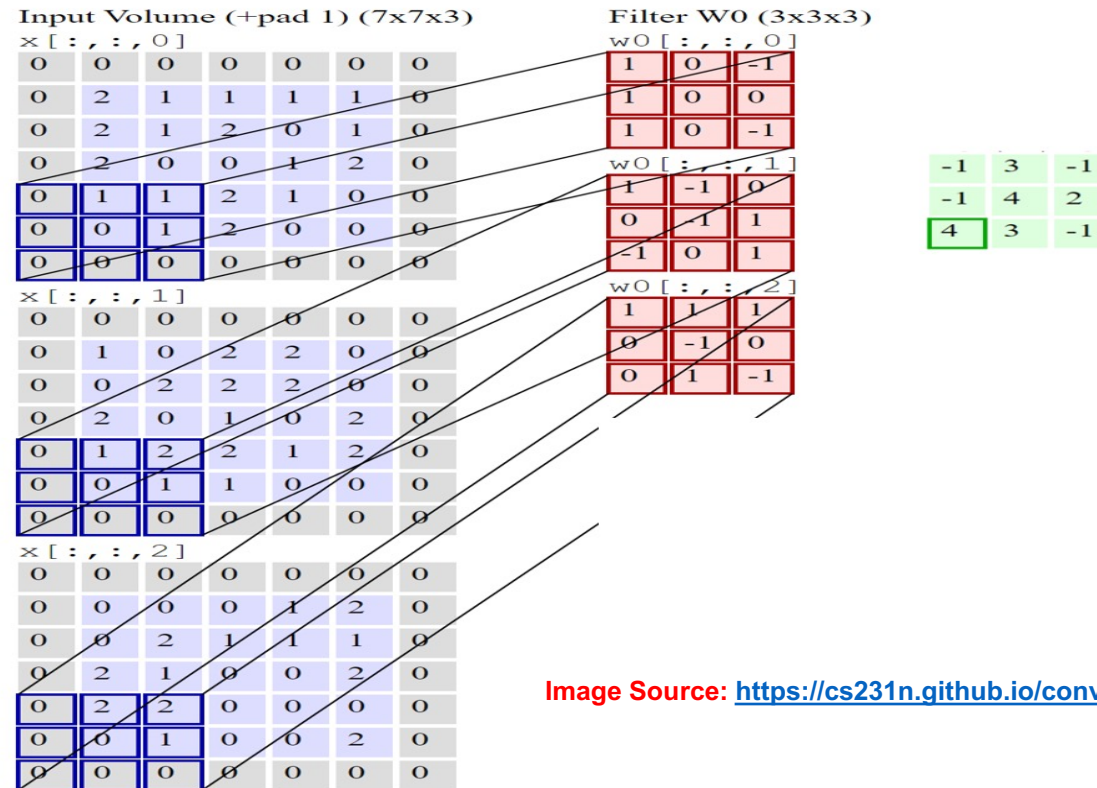 Input Volume (+pad 1) (7x7x3)
x[:,:,0]
0 0 0 0 0 0 0
0 2 1 1 1 1 0
0 2 1 2 0 1 0
0 2 0 0 1 2 0
0 1 1 2 1 0 0
0 0 1 2 0 0 0
0 0 0 0 0 0 0
x[:,:,1]
0 0 0 0 0 0 0
0 1 0 2 2 0 0
0 0 2 2 2 0 0
0 2 0 1 0 2 0
0 1 2 2 1 2 0
0 0 1 1 0 0 0
0 0 0 0 0 0 0
x[:,:,2]
0 0 0 0 0 0 0
0 0 0 0 1 2 0
0 0 2 1 1 1 0
0 2 1 0 0 2 0
0 2 2 0 0 0 0
0 0 1 0 0 2 0
0 0 0 0 0 0 0
Filter W0 (3x3x3)
w0[:,:,0]
1 0 -1
1 0 0
1 0 -1
w0[:,:,1]
1 -1 0
0 -1 1
-1 0 1
w0[:,:,2]
1 1 1
0 -1 0
0 1 -1
-1 3 -1
-1 4 2
4 3 -1
Image Source: https://cs231n.github.io/conv